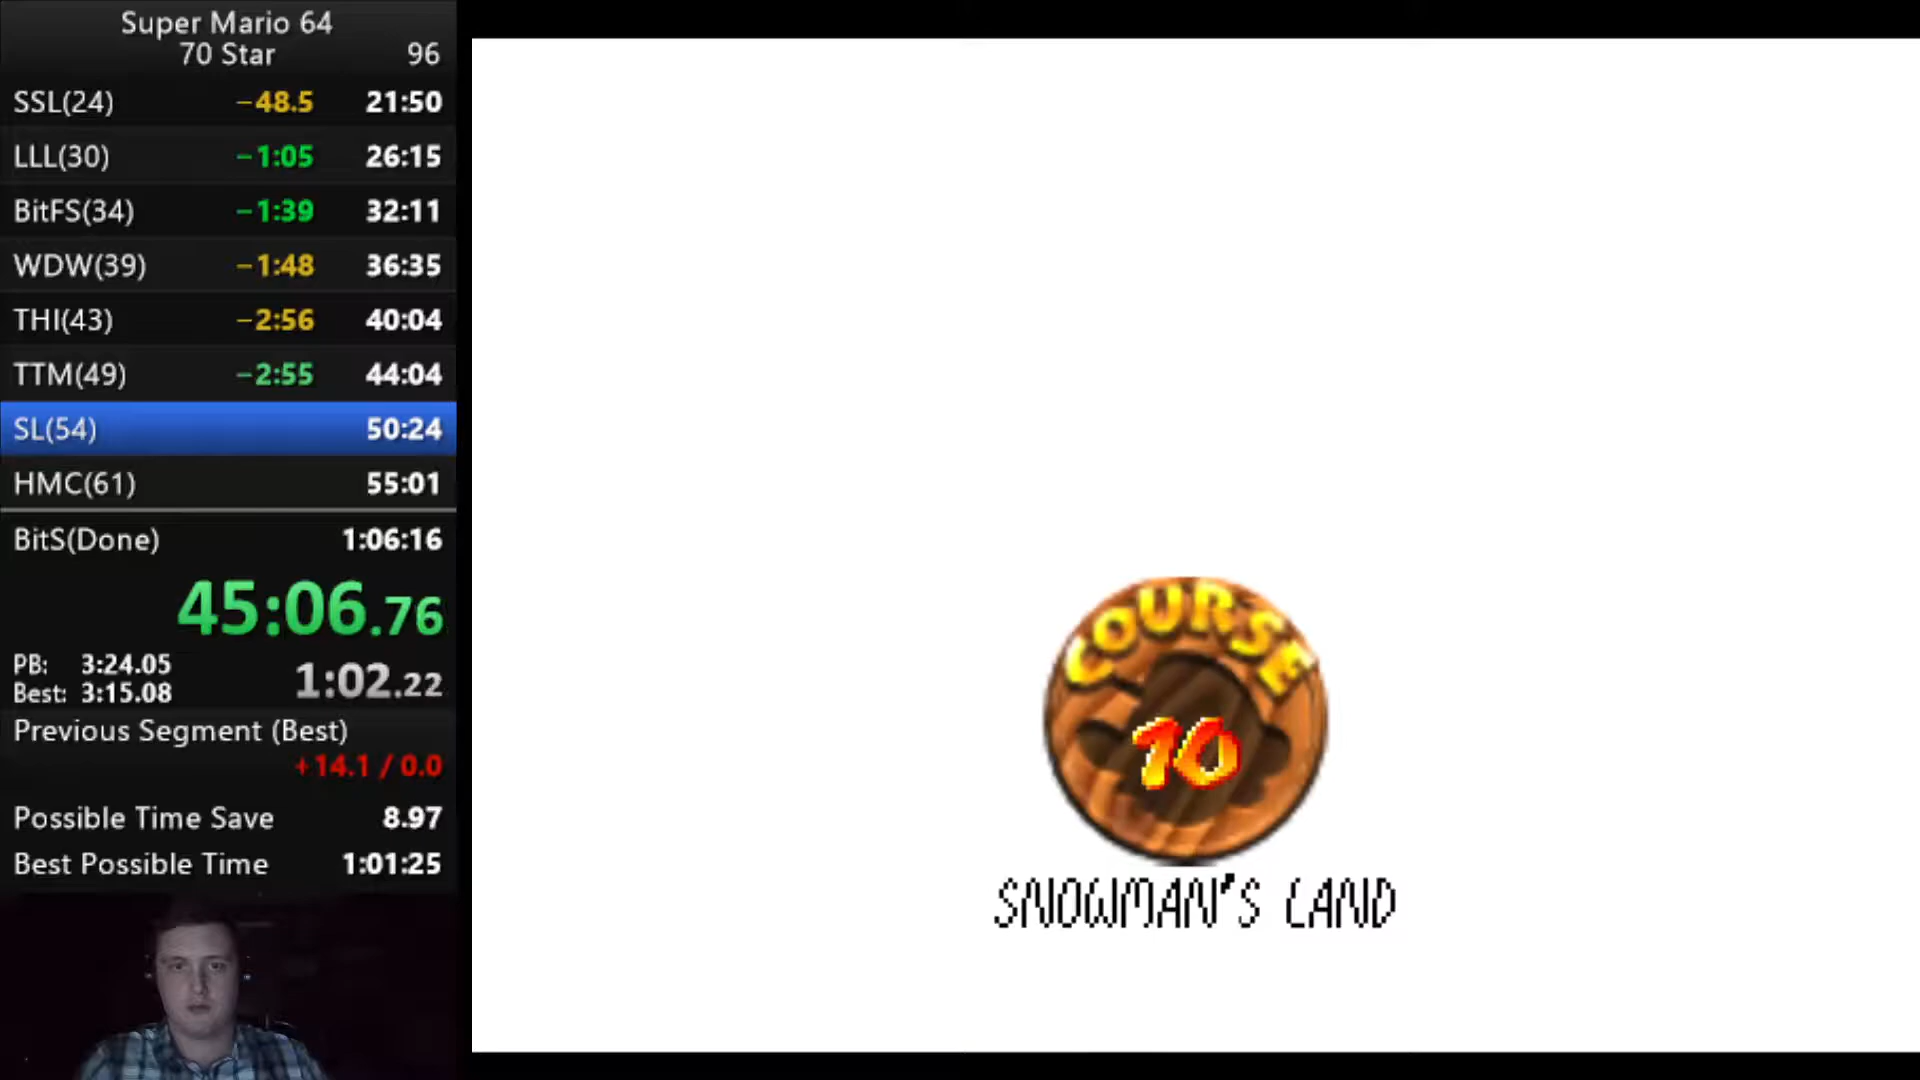 Super Mario 64
70 Star 96
SSL(24) −48.5 21:50
LLL(30) −1:05 26:15
BitFS(34) −1:39 32:11
WDW(39) −1:48 36:35
THI(43) −2:56 40:04
TTM(49) −2:55 44:04
SL(54) 50:24
HMC(61) 55:01
BitS(Done) 1:06:16
45:06.76
PB: 3:24.05
Best: 3:15.08
1:02.22
Previous Segment (Best)
+14.1 / 0.0
Possible Time Save 8.97
Best Possible Time 1:01:25
COURSE
10
SNOWMAN'S LAND